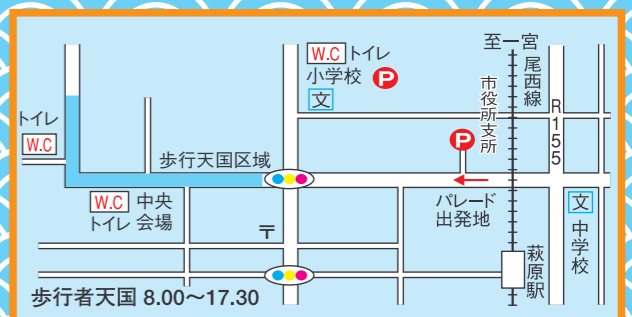 至一宮
W.C トイレ
小学校 P
文
尾西線
市役所支所
R155
P
トイレ
W.C
歩行天国区域
W.C 中央
トイレ 会場
パレード
出発地
文
中学校
〒
萩原駅
歩行者天国 8.00〜17.30